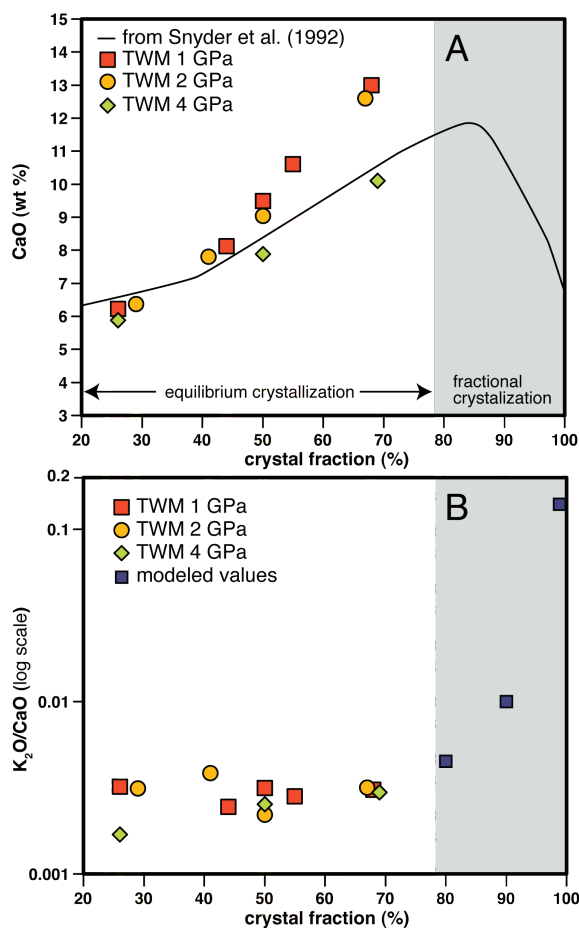 15
14
13
12
11
10
9
8
7
6
5
4
3
CaO (wt %)
from Snyder et al. (1992)
TWM 1 GPa
TWM 2 GPa
TWM 4 GPa
A
equilibrium crystallization
fractional
crystallization
20 30 40 50 60 70 80 90 100
crystal fraction (%)
0.2
0.1
0.01
0.001
K2O/CaO (log scale)
TWM 1 GPa
TWM 2 GPa
TWM 4 GPa
modeled values
B
20 30 40 50 60 70 80 90 100
crystal fraction (%)